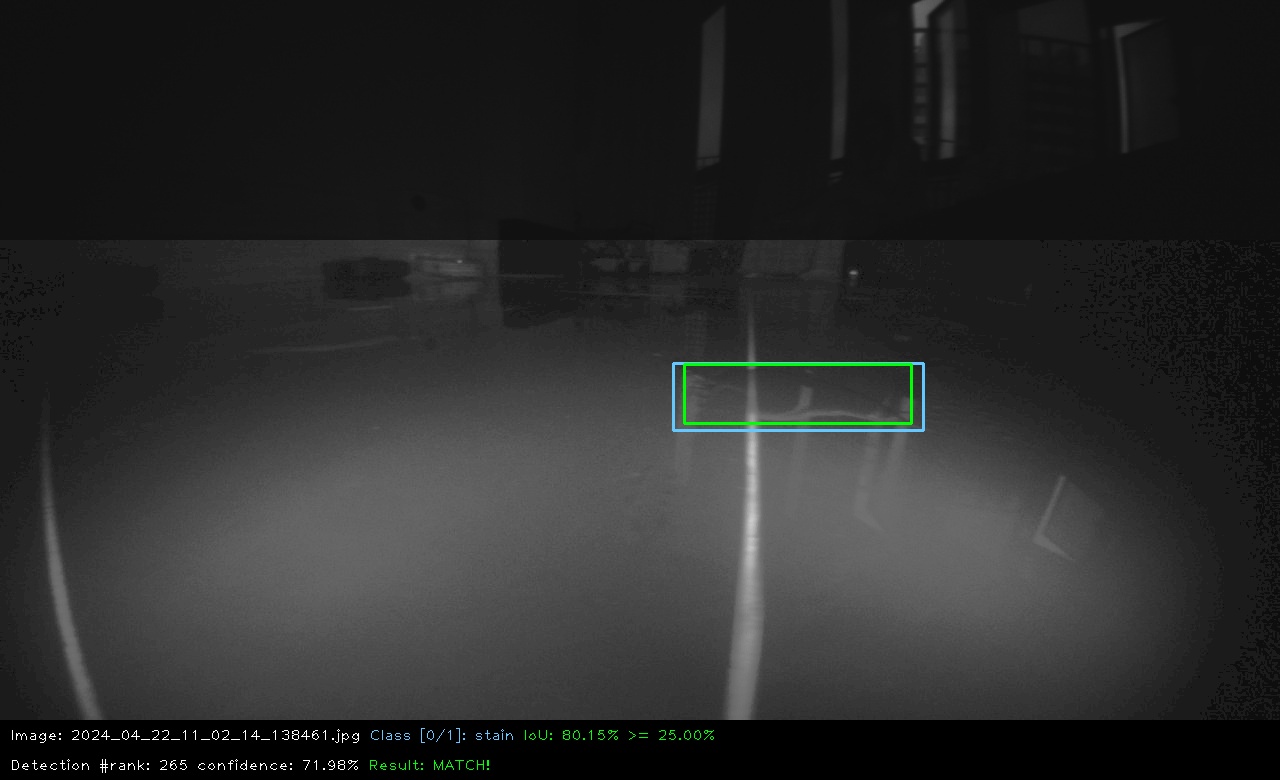 Image: 2024_04_22_11_02_14_138461.jpg Class [0/1]: stain IoU: 80.15% >= 25.00%
Detection #rank: 265 confidence: 71.98% Result: MATCH!